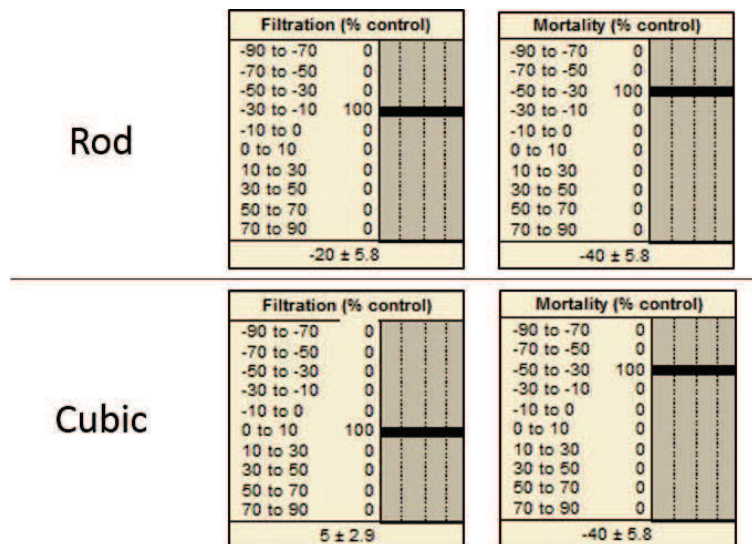 Rod
Filtration (% control)
-90 to -70 0
-70 to -50 0
-50 to -30 0
-30 to -10 100
-10 to 0 0
0 to 10 0
10 to 30 0
30 to 50 0
50 to 70 0
70 to 90 0
-20 ± 5.8
Mortality (% control)
-90 to -70 0
-70 to -50 0
-50 to -30 100
-30 to -10 0
-10 to 0 0
0 to 10 0
10 to 30 0
30 to 50 0
50 to 70 0
70 to 90 0
-40 ± 5.8
Cubic
Filtration (% control)
-90 to -70 0
-70 to -50 0
-50 to -30 0
-30 to -10 0
-10 to 0 0
0 to 10 100
10 to 30 0
30 to 50 0
50 to 70 0
70 to 90 0
5 ± 2.9
Mortality (% control)
-90 to -70 0
-70 to -50 0
-50 to -30 100
-30 to -10 0
-10 to 0 0
0 to 10 0
10 to 30 0
30 to 50 0
50 to 70 0
70 to 90 0
-40 ± 5.8